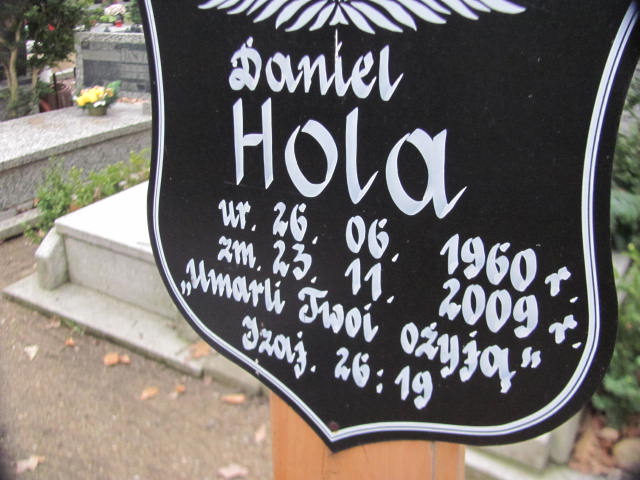 Daniel
Hola
ur. 26. 06. 1960 r.
zm. 23. 11. 2009 r.
„Umarli Twoi ożyją”
Izaj. 26:19